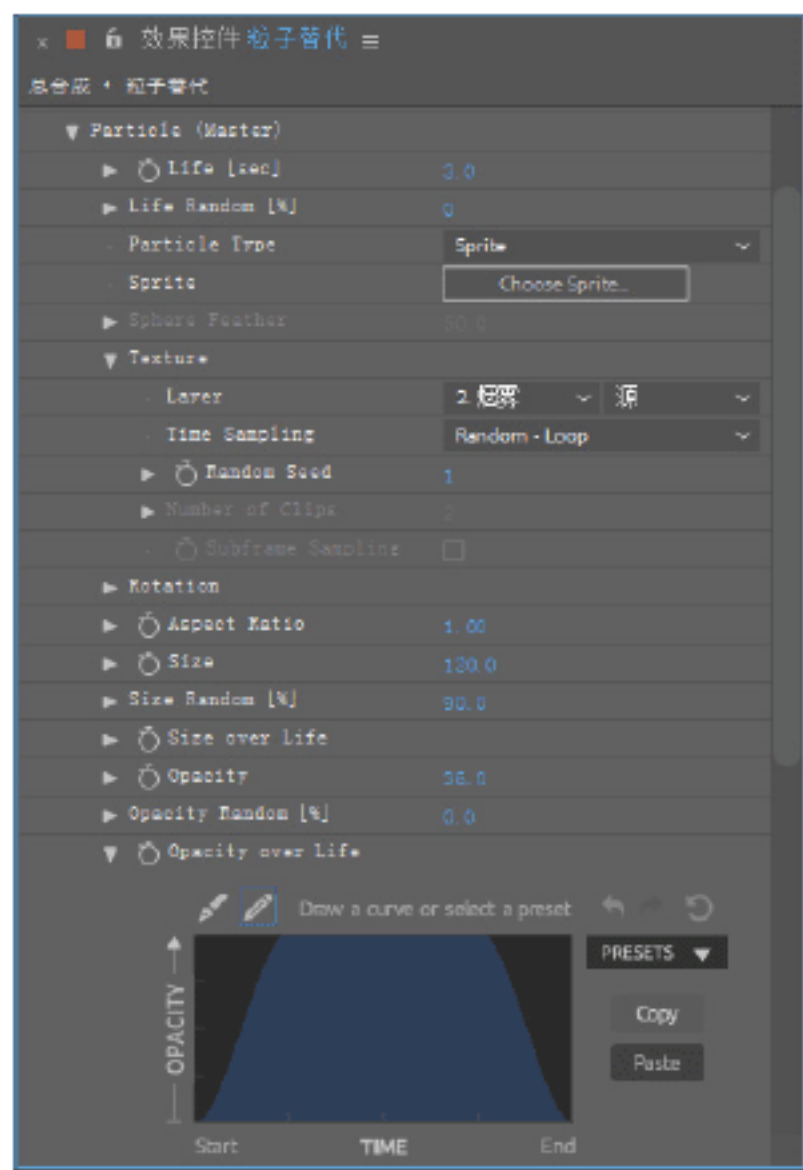 × 效果控件 粒子替代 ≡
总合成 • 粒子替代
Particle (Master)
Life [sec] 3.0
Life Random [%] 0
Particle Type Sprite
Sprite Choose Sprite...
Sphere Feather 50.0
Texture
Layer 2. 烟雾 源
Time Sampling Random - Loop
Random Seed 1
Number of Clips 2
Subframe Sampling
Rotation
Aspect Ratio 1.00
Size 120.0
Size Random [%] 90.0
Size over Life
Opacity
Opacity Random [%] 0.0
Opacity over Life
Draw a curve or select a preset
PRESETS
OPACITY
Copy
Paste
Start TIME End